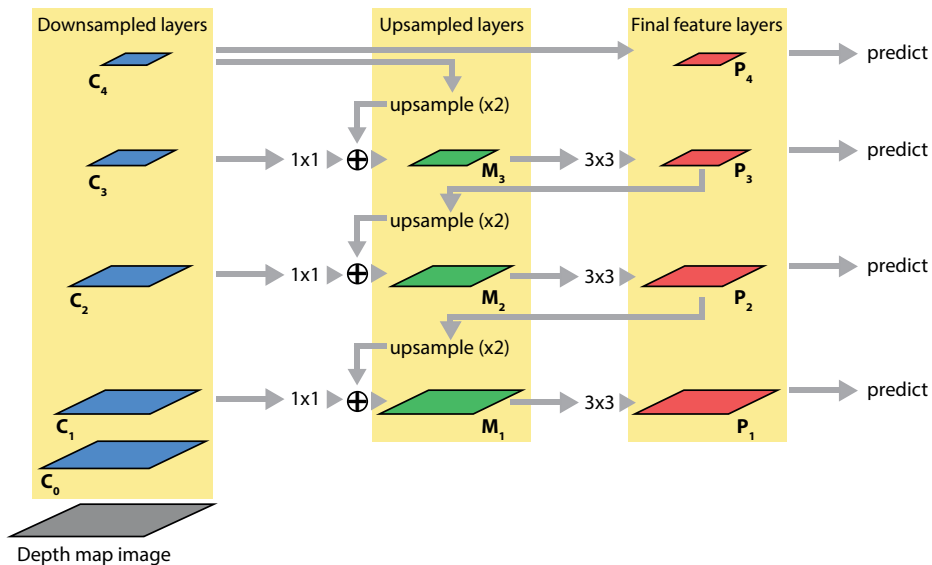 Downsampled layers
Upsampled layers
Final feature layers
C4
P4
predict
upsample (x2)
C3
1x1
M3
3x3
P3
predict
upsample (x2)
C2
1x1
M2
3x3
P2
predict
upsample (x2)
C1
1x1
M1
3x3
P1
predict
C0
Depth map image